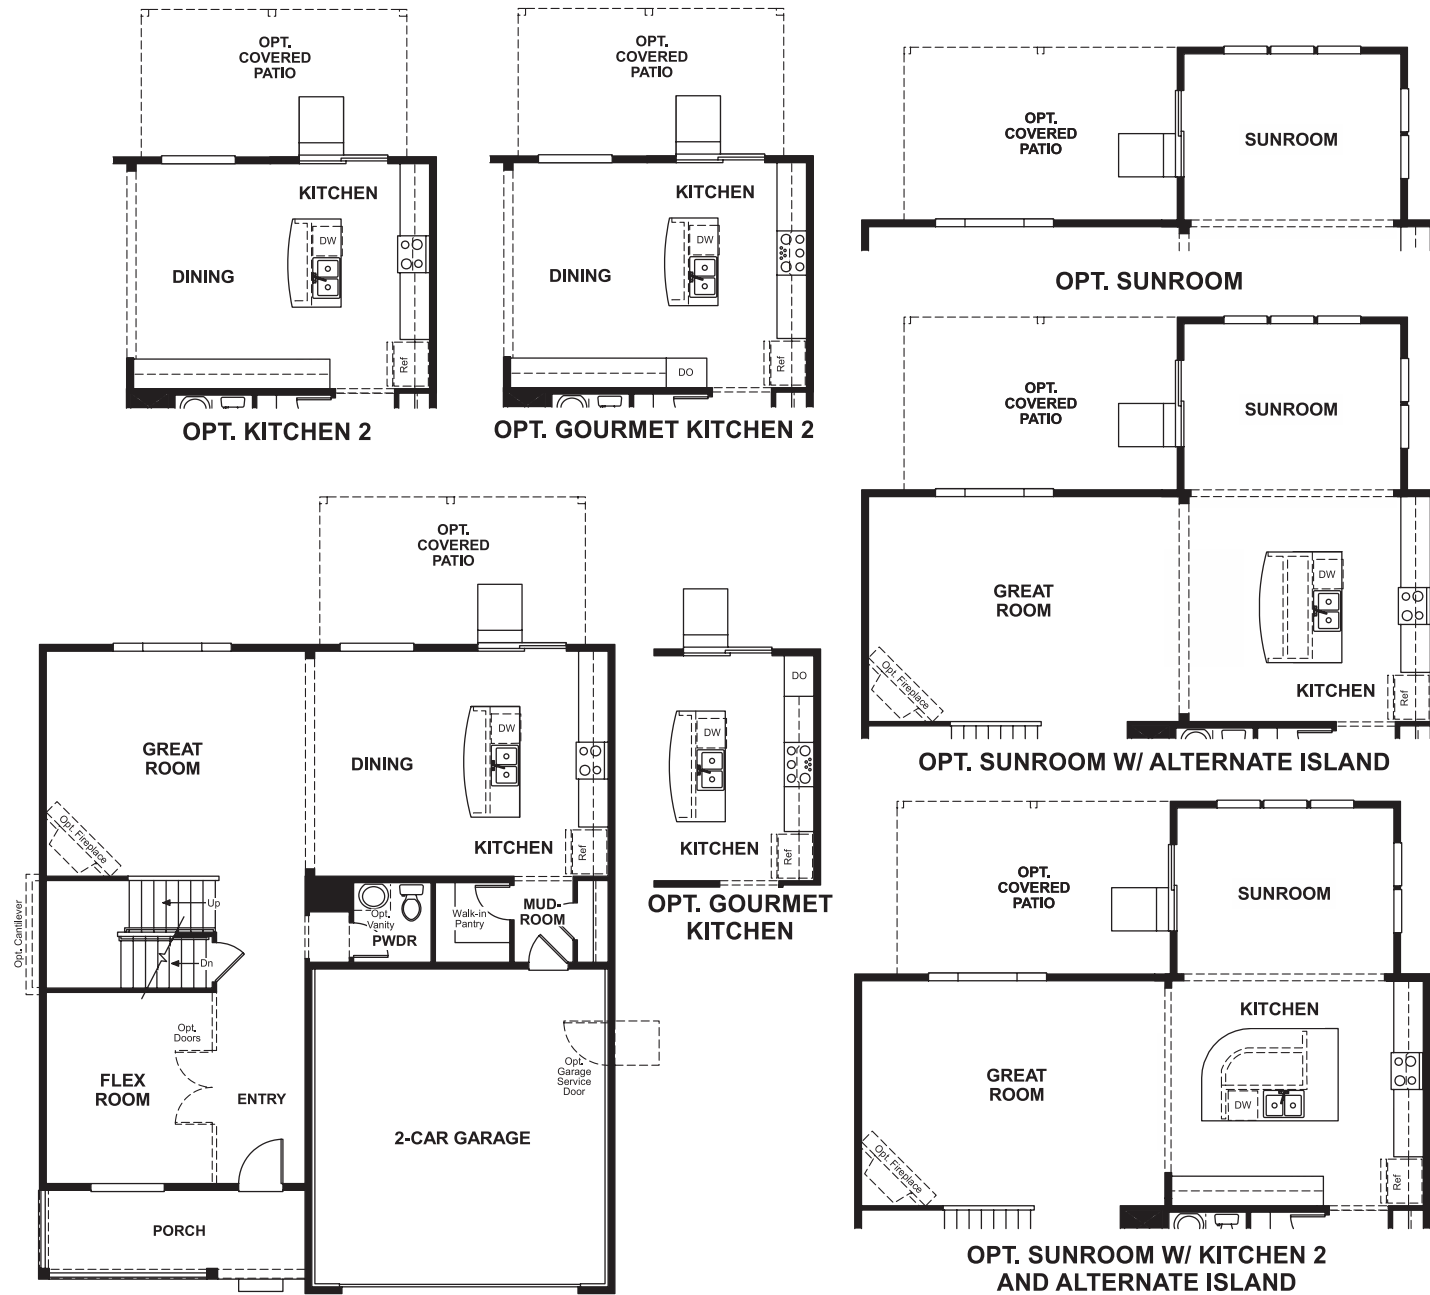 OPT.
COVERED
PATIO
KITCHEN
DW
DINING
Ref
OPT. KITCHEN 2
OPT.
COVERED
PATIO
KITCHEN
DW
DINING
Ref
DO
OPT. GOURMET KITCHEN 2
OPT.
COVERED
PATIO
SUNROOM
OPT. SUNROOM
OPT.
COVERED
PATIO
SUNROOM
GREAT
ROOM
DW
Opt. Fireplace
KITCHEN
Ref
OPT. SUNROOM W/ ALTERNATE ISLAND
OPT.
COVERED
PATIO
GREAT
ROOM
DINING
DW
Opt. Fireplace
KITCHEN
Ref
Up
Opt. Cantilever
Dn
Opt.
Vanity
PWDR
Walk-in
Pantry
MUD-
ROOM
Opt.
Doors
FLEX
ROOM
ENTRY
Opt.
Garage
Service
Door
2-CAR GARAGE
PORCH
DO
DW
KITCHEN
Ref
OPT. GOURMET
KITCHEN
OPT.
COVERED
PATIO
SUNROOM
KITCHEN
GREAT
ROOM
DW
Opt. Fireplace
Ref
OPT. SUNROOM W/ KITCHEN 2
AND ALTERNATE ISLAND